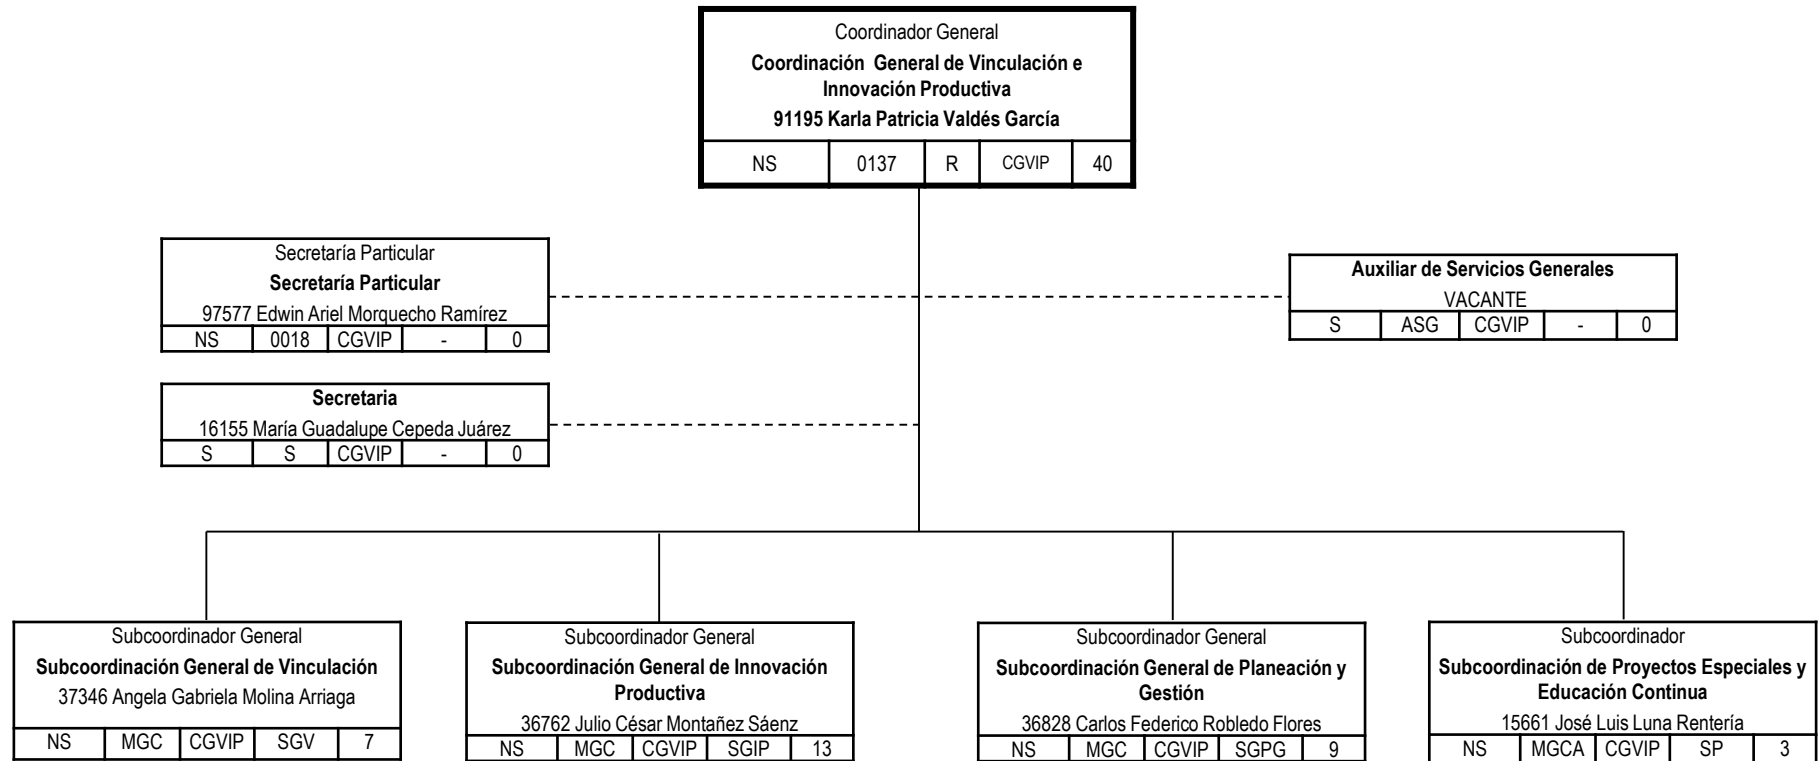 Coordinador General
Coordinación General de Vinculación e
Innovación Productiva
91195 Karla Patricia Valdés García
NS 0137 R CGVIP 40
Secretaría Particular
Secretaría Particular
97577 Edwin Ariel Morquecho Ramírez
NS 0018 CGVIP - 0
Auxiliar de Servicios Generales
VACANTE
S ASG CGVIP - 0
Secretaria
16155 María Guadalupe Cepeda Juárez
S S CGVIP - 0
Subcoordinador General
Subcoordinación General de Vinculación
37346 Angela Gabriela Molina Arriaga
NS MGC CGVIP SGV 7
Subcoordinador General
Subcoordinación General de Innovación
Productiva
36762 Julio César Montañez Sáenz
NS MGC CGVIP SGIP 13
Subcoordinador General
Subcoordinación General de Planeación y
Gestión
36828 Carlos Federico Robledo Flores
NS MGC CGVIP SGPG 9
Subcoordinador
Subcoordinación de Proyectos Especiales y
Educación Continua
15661 José Luis Luna Rentería
NS MGCA CGVIP SP 3